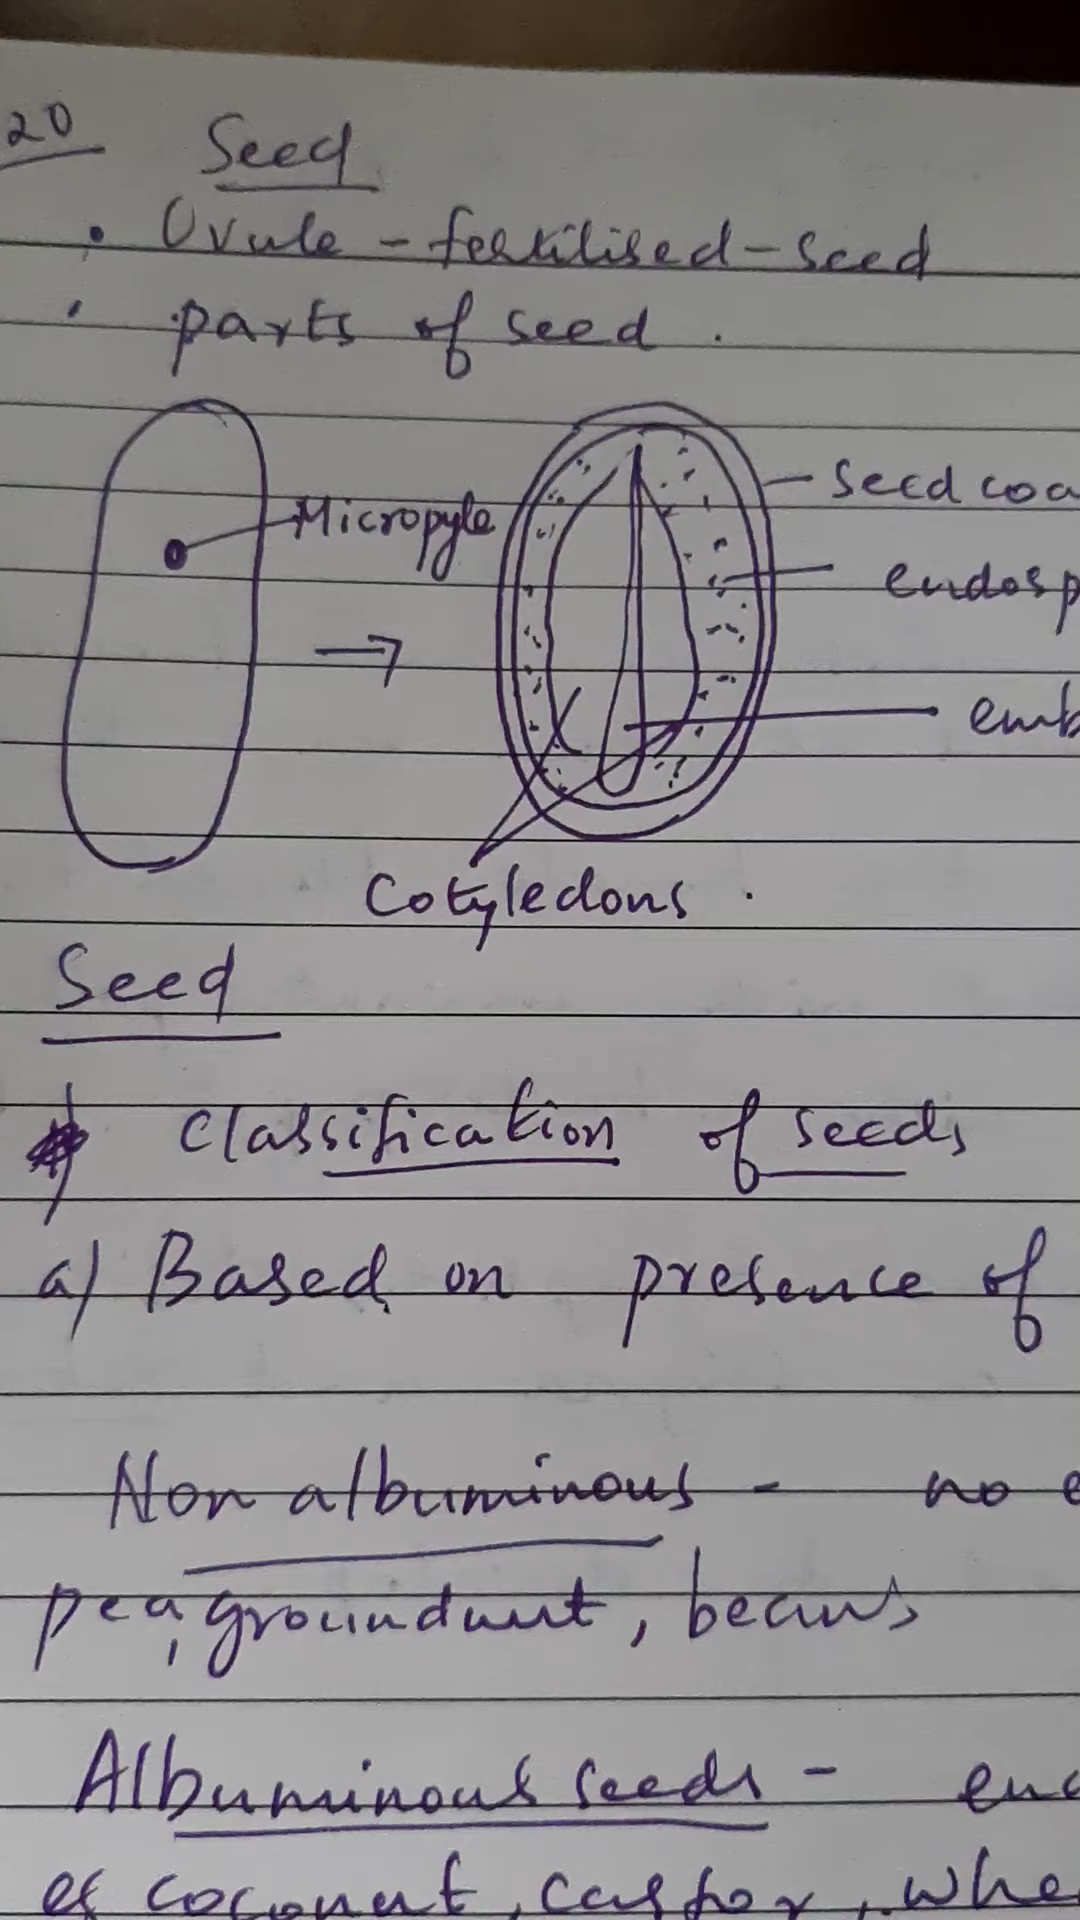 20
Seed
• Ovule - fertilised - seed
• parts of seed.
Micropyle
seed coa
endosp
emb
Cotyledons.
Seed
Classification of seeds
a) Based on presence of
Non albuminous - no e
pea, groundnut, beans
Albuminous seeds - end
eg coconut, castor, whe